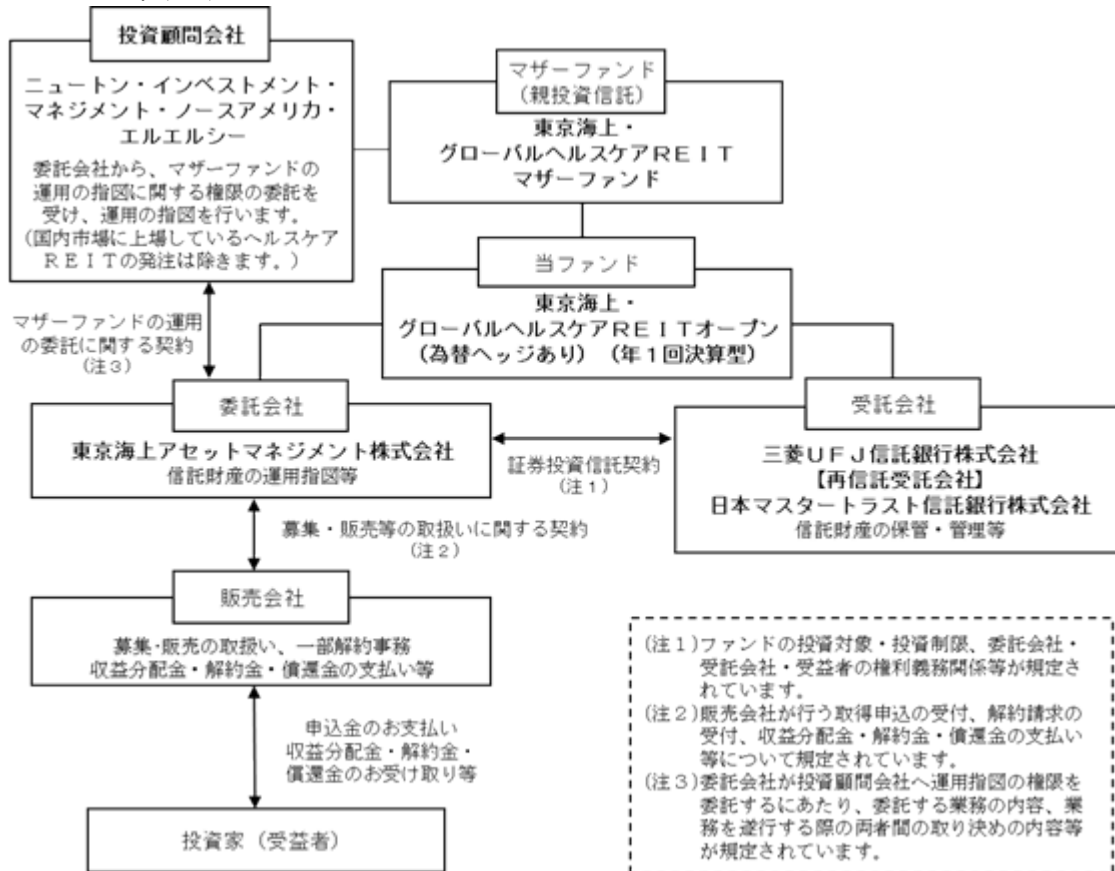 投資顧問会社
ニュートン・インベストメント・
マネジメント・ノースアメリカ・
エルエルシー
委託会社から、マザーファンドの
運用の指図に関する権限の委託を
受け、運用の指図を行います。
(国内市場に上場しているヘルスケア
ＲＥＩＴの発注は除きます。)
マザーファンド
(親投資信託)
東京海上・
グローバルヘルスケアＲＥＩＴ
マザーファンド
当ファンド
東京海上・
グローバルヘルスケアＲＥＩＴオープン
(為替ヘッジあり) (年１回決算型)
マザーファンドの運用
の委託に関する契約
(注３)
委託会社
東京海上アセットマネジメント株式会社
信託財産の運用指図等
証券投資信託契約
(注１)
受託会社
三菱ＵＦＪ信託銀行株式会社
【再信託受託会社】
日本マスタートラスト信託銀行株式会社
信託財産の保管・管理等
募集・販売等の取扱いに関する契約
(注２)
販売会社
募集・販売の取扱い、一部解約事務
収益分配金・解約金・償還金の支払い等
申込金のお支払い
収益分配金・解約金・
償還金のお受け取り等
投資家 (受益者)
(注１)ファンドの投資対象・投資制限、委託会社・
受託会社・受益者の権利義務関係等が規定さ
れています。
(注２)販売会社が行う取得申込の受付、解約請求の
受付、収益分配金・解約金・償還金の支払い
等について規定されています。
(注３)委託会社が投資顧問会社へ運用指図の権限を
委託するにあたり、委託する業務の内容、業
務を遂行する際の両者間の取り決めの内容等
が規定されています。